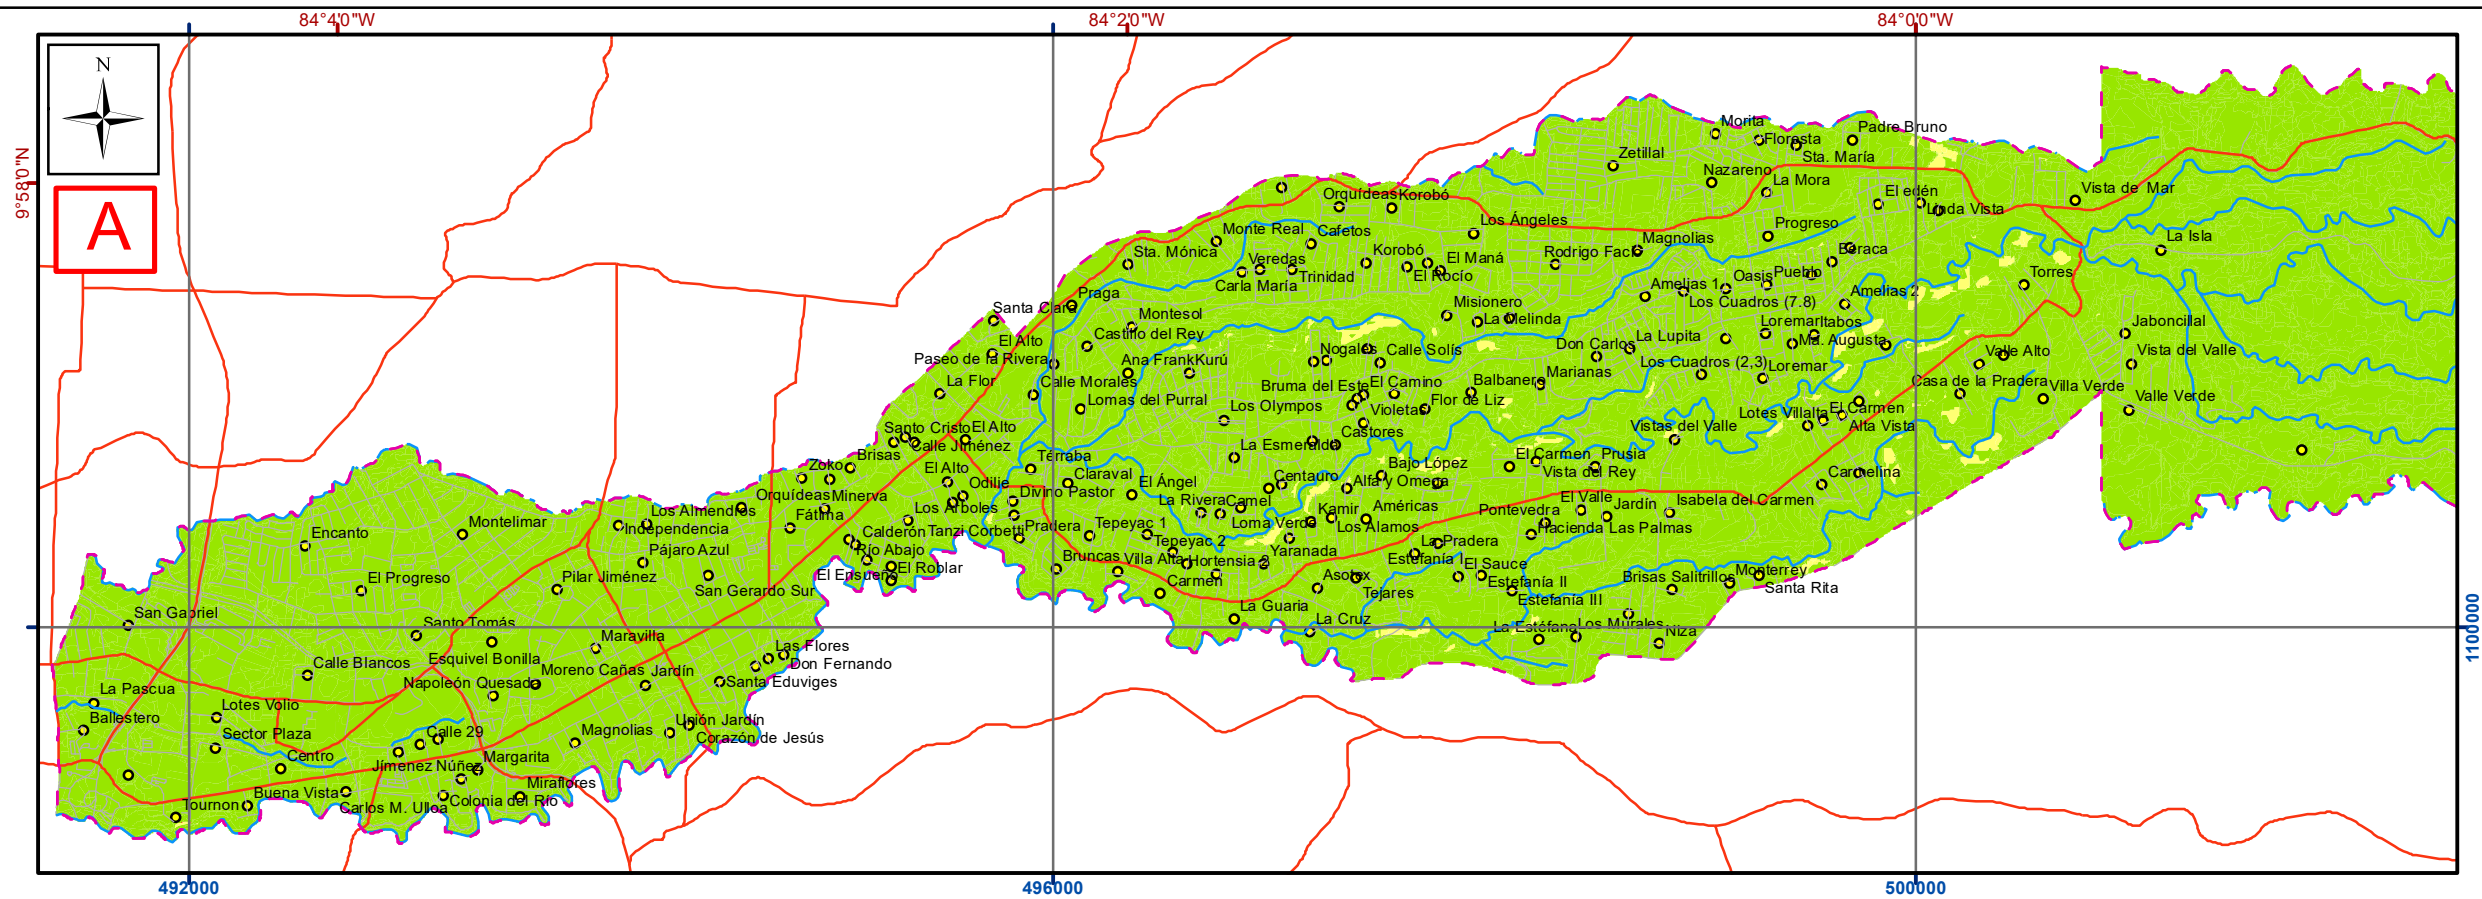 84°4'0"W
84°2'0"W
84°0'0"W
N
9°58'0"N
A
Morita
Floresta
Padre Bruno
Sta. María
Zetillal
Nazareno
La Mora
El edén
Linda Vista
Vista de Mar
Orquídeas
Korobó
Los Ángeles
Progreso
Monte Real
Cafetos
Magnolias
Beraca
La Isla
Sta. Mónica
Veredas
Korobó
El Maná
Rodrigo Facio
Carla María
Trinidad
El Rocío
Amelias 1
Oasis
Pueblo
Torres
Praga
Santa Clara
Los Cuadros (7.8)
Amelias 2
Misionero
La Melinda
Montesol
Castillo del Rey
Loremar
Itabos
Jaboncillal
El Alto
Paseo de la Rivera
Ana Frank
Kurú
Nogales
Calle Solís
Don Carlos
La Lupita
Ma. Augusta
Valle Alto
Vista del Valle
La Flor
Calle Morales
Bruma del Este
El Camino
Balbanera
Marianas
Los Cuadros (2,3)
Loremar
Casa de la Pradera
Villa Verde
Valle Verde
Lomas del Purral
Los Olympos
Violetas
Flor de Liz
Lotes Villalta
El Carmen
Alta Vista
Santo Cristo
El Alto
Calle Jiménez
La Esmeralda
Castores
Vistas del Valle
Zoko
Brisas
El Alto
Térraba
Claraval
Centauro
Bajo López
El Carmen
Prusia
Vista del Rey
Carmelina
Orquídeas
Minerva
Odilie
Divino Pastor
El Ángel
La Rivera
Camel
Alfa y Omega
El Valle
Jardín
Isabela del Carmen
Los Almendros
Independencia
Fátima
Los Arboles
Calderón
Tanzi Corbetti
Pradera
Tepeyac 1
Loma Verde
Kamir
Los Alamos
Américas
Pontevedra
Hacienda Las Palmas
Encanto
Montelimar
Pájaro Azul
Río Abajo
El Roblar
El Ensueño
Bruncas
Villa Alta
Tepeyac 2
Hortensia 2
Yaranada
La Pradera
Estefanía I
El Sauce
Estefanía II
Estefanía III
Brisas Salitrillos
Monterrey
Santa Rita
El Progreso
Pilar Jiménez
San Gerardo Sur
Carmen
Asotex
Tejares
San Gabriel
Santo Tomás
Maravilla
La Guaria
La Cruz
La Estéfana
Los Murales
Niza
1100000
Calle Blancos
Esquivel Bonilla
Moreno Cañas
Jardín
Las Flores
Don Fernando
Santa Eduviges
La Pascua
Napoleón Quesada
Ballestero
Lotes Volio
Sector Plaza
Calle 29
Magnolias
Unión Jardín
Corazón de Jesús
Centro
Jímenez Núñez
Margarita
Miraflores
Tournon
Buena Vista
Carlos M. Ulloa
Colonia del Río
492000
496000
500000